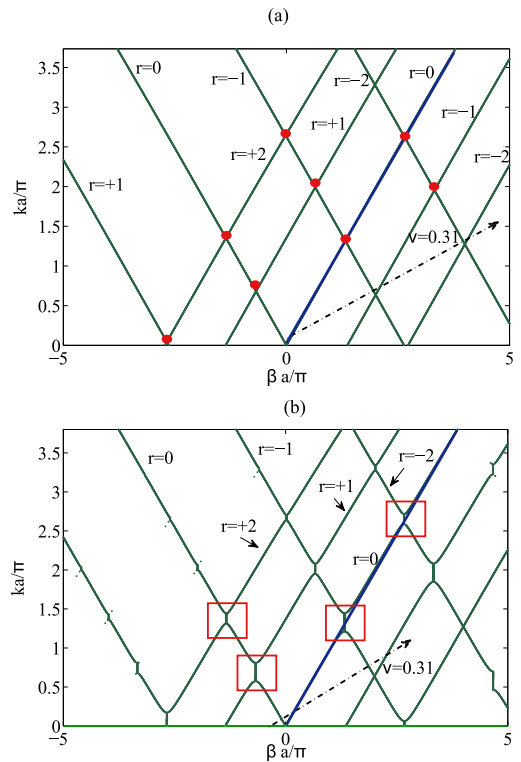 (a)
3.5
3
2.5
2
1.5
1
0.5
0
ka/π
r=0
r=−1
r=−2
r=0
r=+1
r=+2
r=−1
r=−2
r=+1
v=0.31
−5
0
5
β a/π
(b)
3.5
3
2.5
2
1.5
1
0.5
0
ka/π
r=0
r=−1
r=−2
r=+1
r=+2
r=0
v=0.31
−5
0
5
β a/π